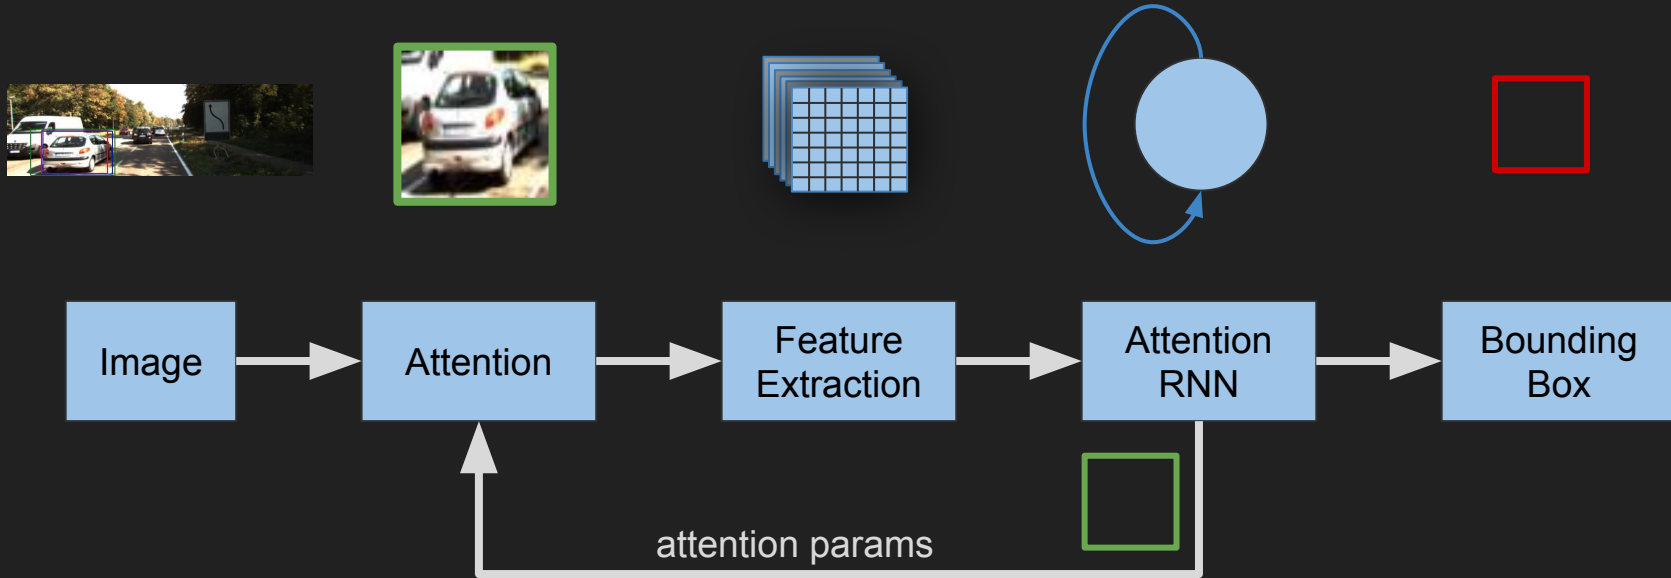 Image
Attention
Feature
Extraction
Attention
RNN
Bounding
Box
attention params